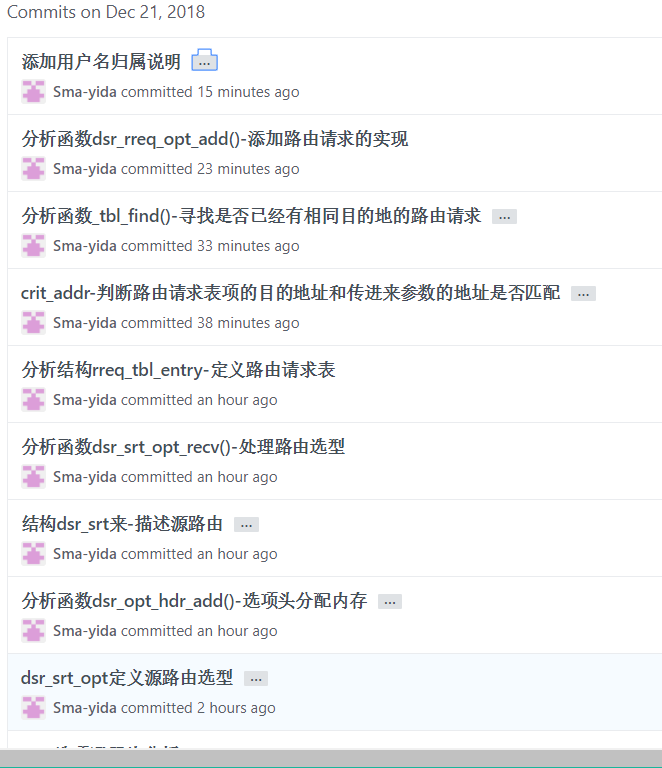 Commits on Dec 21, 2018
添加用户名归属说明 ...
Sma-yida committed 15 minutes ago
分析函数dsr_rreq_opt_add()-添加路由请求的实现
Sma-yida committed 23 minutes ago
分析函数_tbl_find()-寻找是否已经有相同目的地的路由请求 ...
Sma-yida committed 33 minutes ago
crit_addr-判断路由请求表项的目的地址和传进来参数的地址是否匹配 ...
Sma-yida committed 38 minutes ago
分析结构rreq_tbl_entry-定义路由请求表
Sma-yida committed an hour ago
分析函数dsr_srt_opt_recv()-处理路由选型
Sma-yida committed an hour ago
结构dsr_srt来-描述源路由 ...
Sma-yida committed an hour ago
分析函数dsr_opt_hdr_add()-选项头分配内存 ...
Sma-yida committed an hour ago
dsr_srt_opt定义源路由选型 ...
Sma-yida committed 2 hours ago